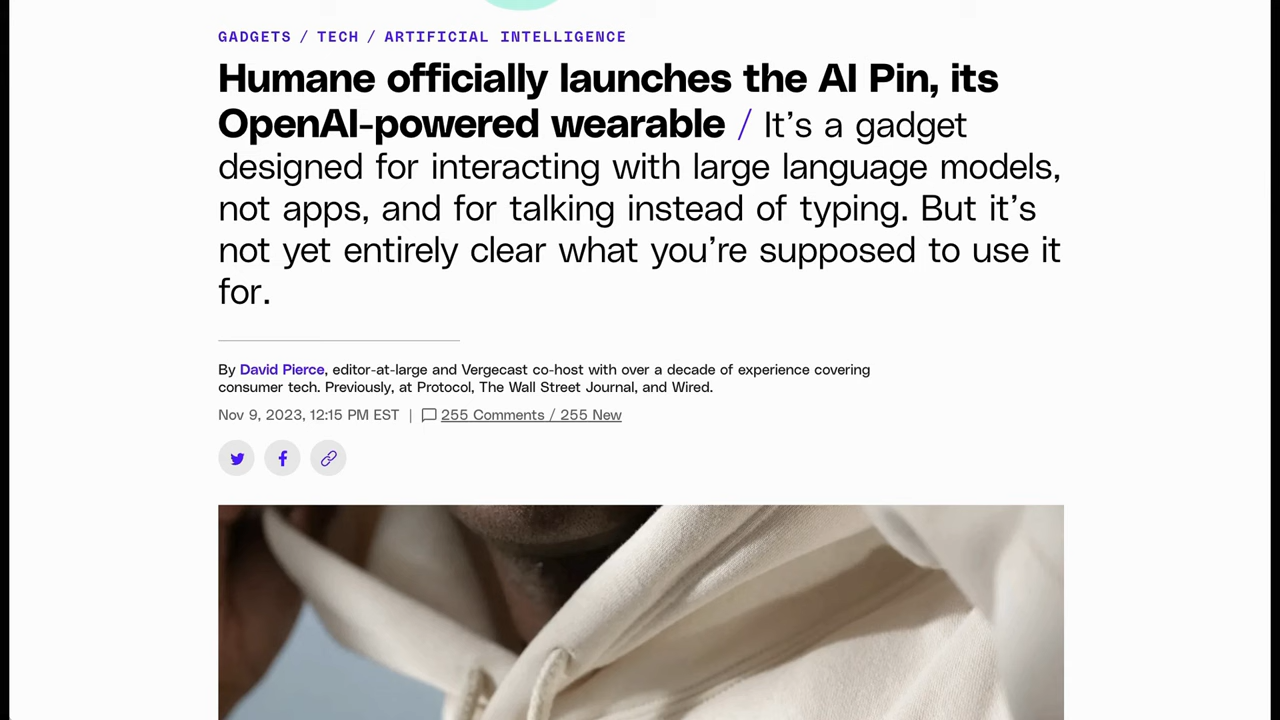 GADGETS / TECH / ARTIFICIAL INTELLIGENCE
Humane officially launches the AI Pin, its
OpenAI-powered wearable / It’s a gadget
designed for interacting with large language models,
not apps, and for talking instead of typing. But it’s
not yet entirely clear what you’re supposed to use it
for.
By David Pierce, editor-at-large and Vergecast co-host with over a decade of experience covering
consumer tech. Previously, at Protocol, The Wall Street Journal, and Wired.
Nov 9, 2023, 12:15 PM EST | 255 Comments / 255 New